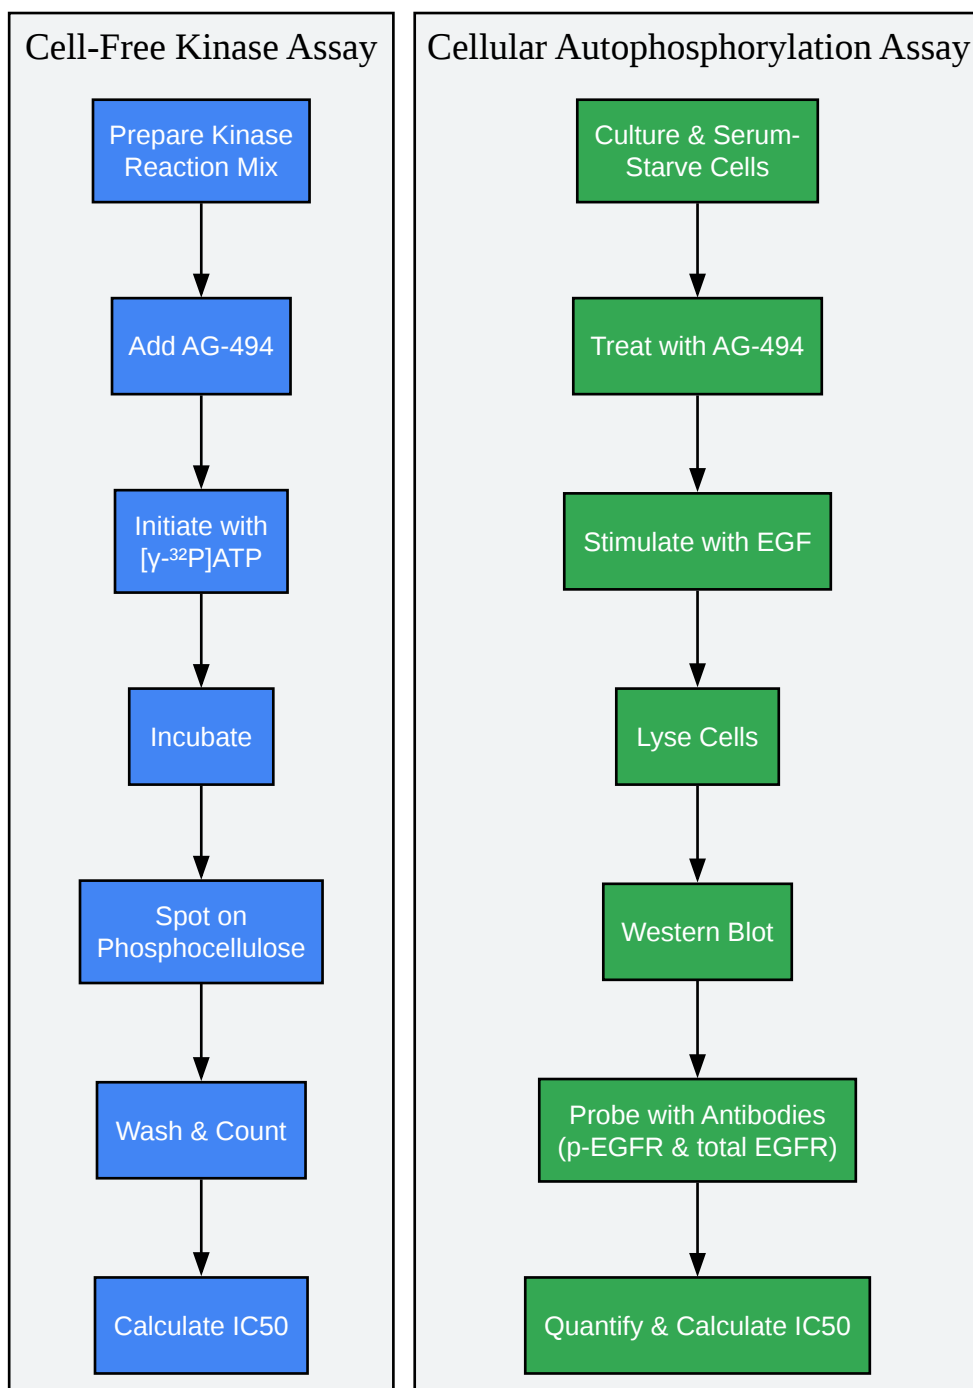 Cell-Free Kinase Assay
Prepare Kinase
Reaction Mix
Add AG-494
Initiate with
[γ-³²P]ATP
Incubate
Spot on
Phosphocellulose
Wash & Count
Calculate IC50
Cellular Autophosphorylation Assay
Culture & Serum-
Starve Cells
Treat with AG-494
Stimulate with EGF
Lyse Cells
Western Blot
Probe with Antibodies
(p-EGFR & total EGFR)
Quantify & Calculate IC50